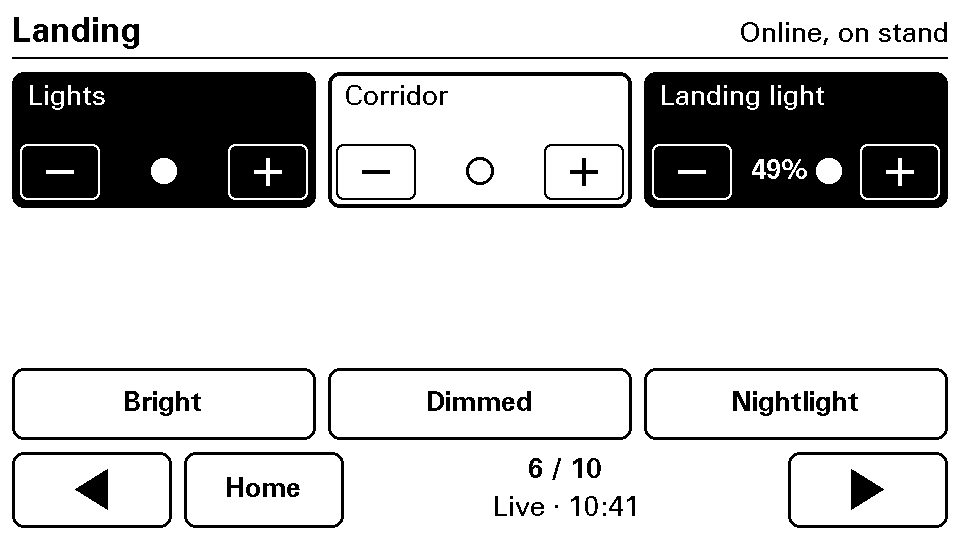 Landing
Online, on stand
Lights
Corridor
Landing light
− +
− +
− 49% +
Bright
Dimmed
Nightlight
Home
6 / 10
Live · 10:41